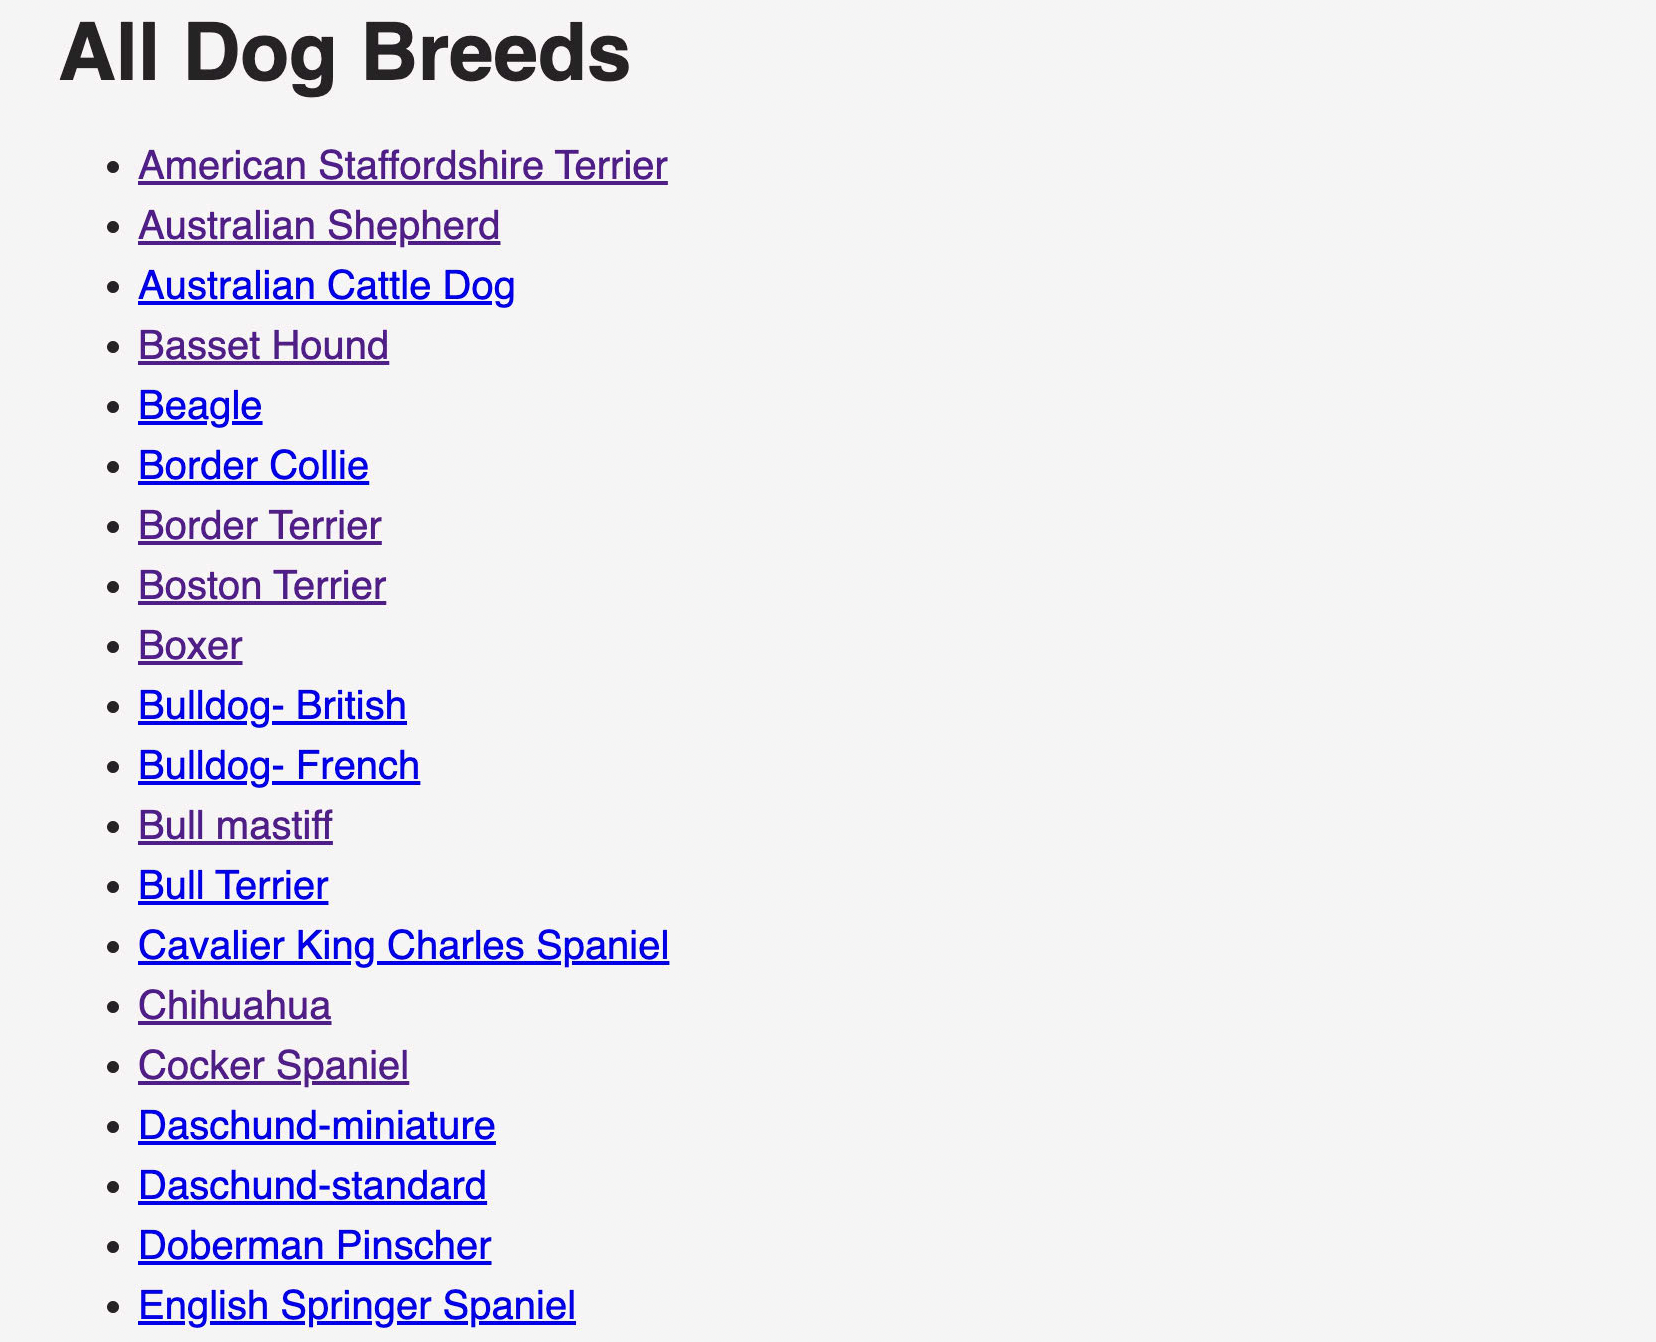 All Dog Breeds
American Staffordshire Terrier
Australian Shepherd
Australian Cattle Dog
Basset Hound
Beagle
Border Collie
Border Terrier
Boston Terrier
Boxer
Bulldog- British
Bulldog- French
Bull mastiff
Bull Terrier
Cavalier King Charles Spaniel
Chihuahua
Cocker Spaniel
Daschund-miniature
Daschund-standard
Doberman Pinscher
English Springer Spaniel